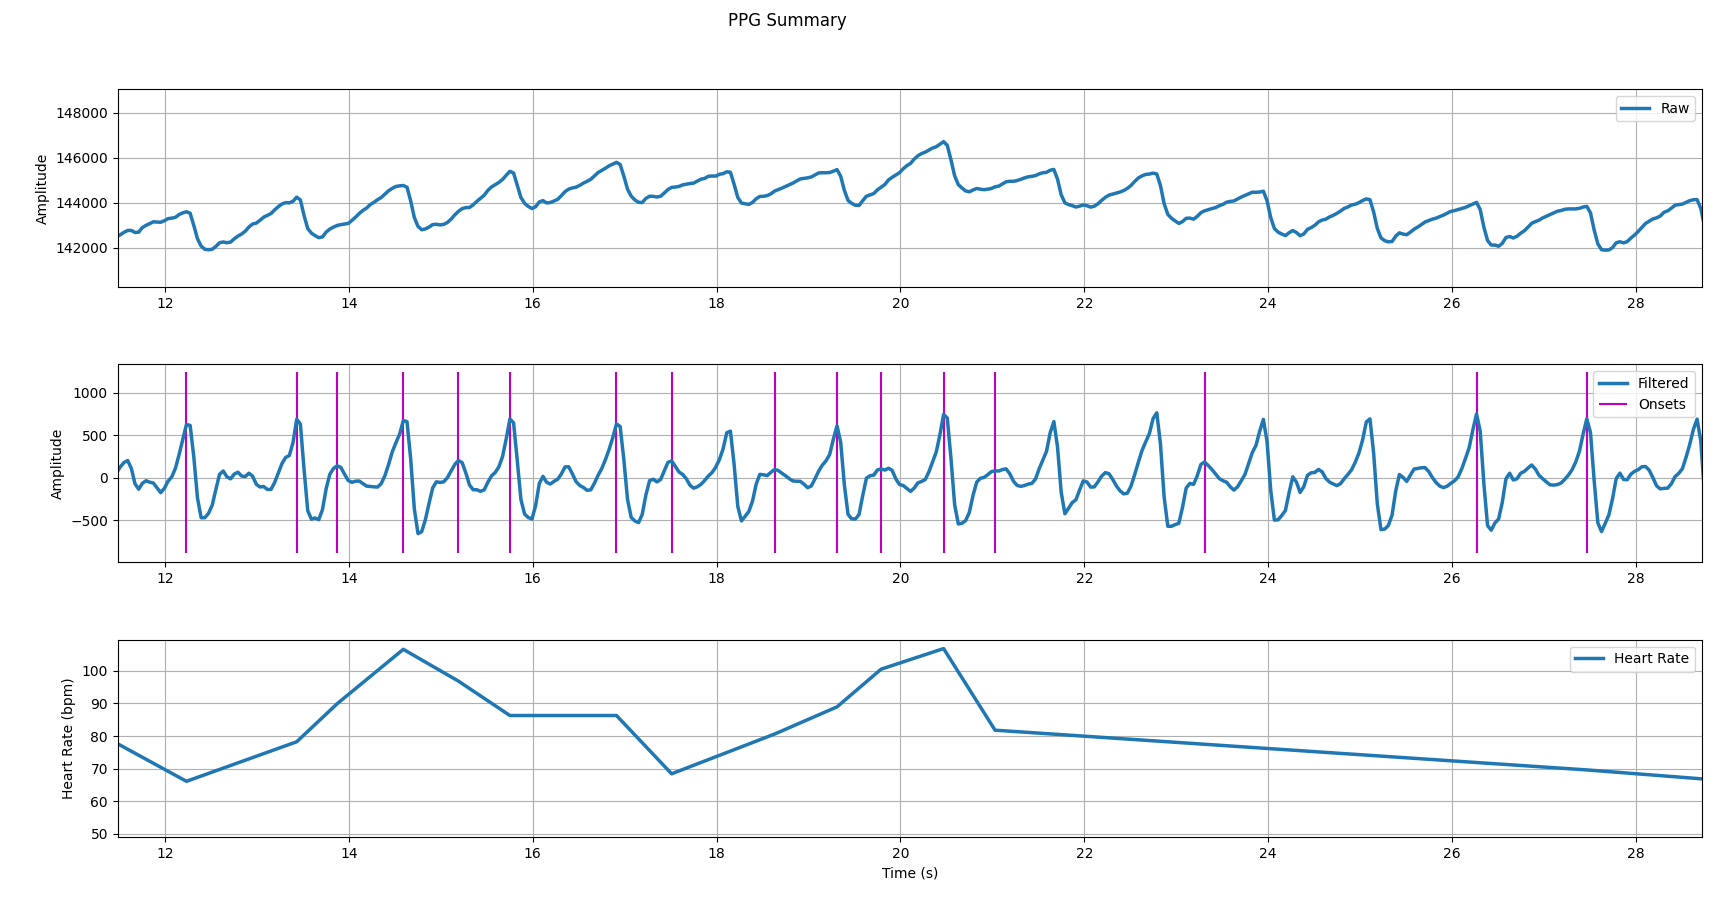 PPG Summary
Raw
148000
146000
144000
142000
Amplitude
12 14 16 18 20 22 24 26 28
Filtered
Onsets
1000
500
0
−500
Amplitude
12 14 16 18 20 22 24 26 28
Heart Rate
100
90
80
70
60
50
Heart Rate (bpm)
12 14 16 18 20 22 24 26 28
Time (s)